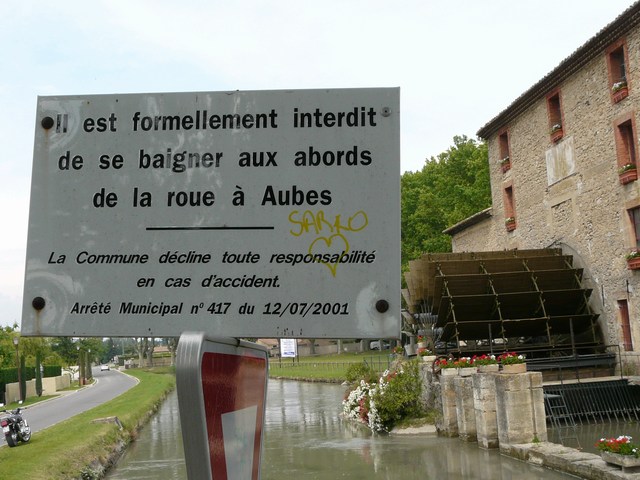 Il est formellement interdit
de se baigner aux abords
de la roue à Aubes
SARKO
La Commune décline toute responsabilité
en cas d'accident.
Arrêté Municipal n° 417 du 12/07/2001